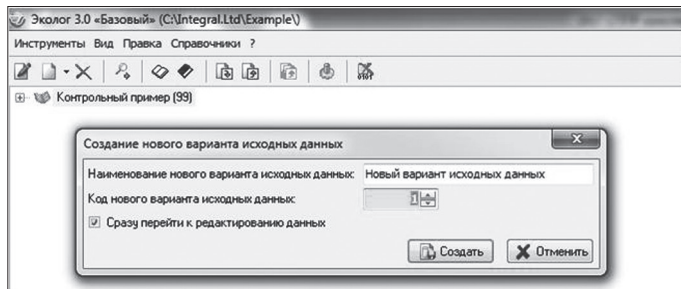 Эколог 3.0 «Базовый» (C:\Integral.Ltd\Example\)
Инструменты Вид Правка Справочники ?
Контрольный пример (99)
Создание нового варианта исходных данных
Наименование нового варианта исходных данных: Новый вариант исходных данных
Код нового варианта исходных данных: 1
Сразу перейти к редактированию данных
Создать Отменить